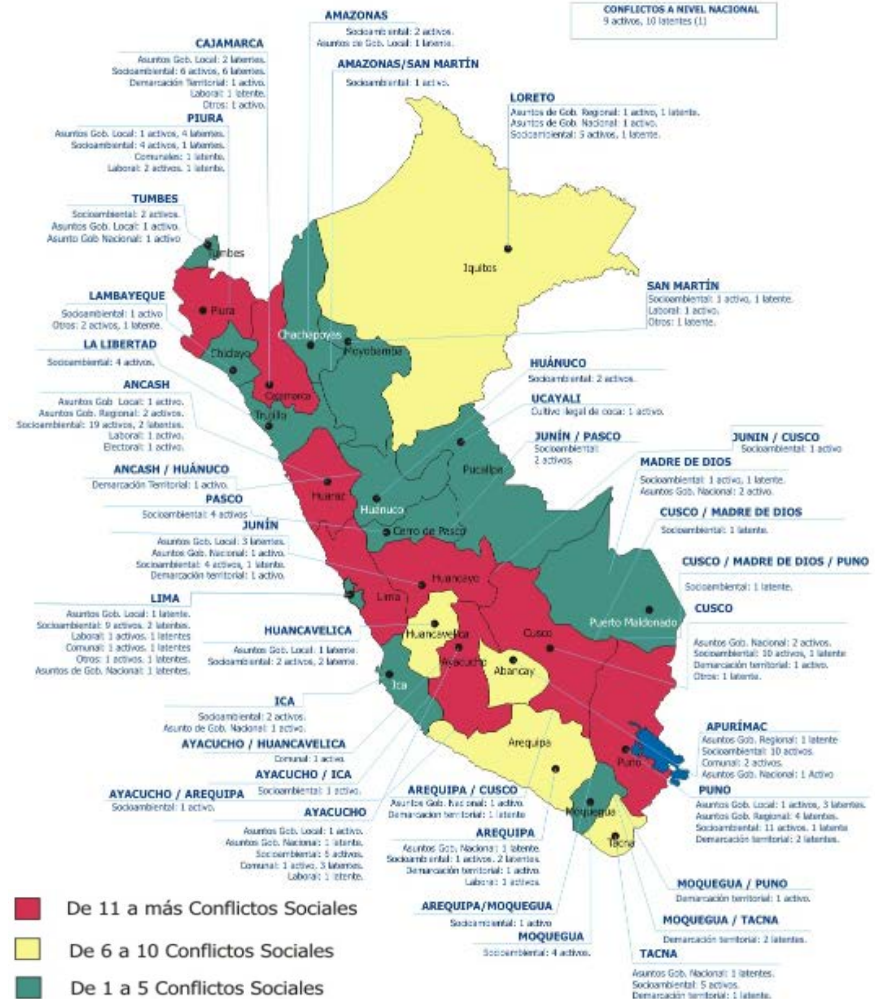 CONFLICTOS A NIVEL NACIONAL
9 activos, 10 latentes (1)
AMAZONAS
Socioambiental: 2 activos.
Asuntos de Gob. Local: 1 latente.
CAJAMARCA
Asuntos Gob. Local: 2 latentes.
Socioambiental: 6 activos, 6 latentes.
Demarcación Territorial: 1 activo.
Laboral: 1 latente.
Otros: 1 activo.
AMAZONAS/SAN MARTÍN
Socioambiental: 1 activo.
LORETO
Asuntos de Gob. Regional: 1 activo, 1 latente.
Asuntos de Gob. Nacional: 1 activo.
Socioambiental: 5 activos, 1 latente.
PIURA
Asuntos Gob. Local: 1 activos, 4 latentes.
Socioambiental: 4 activos, 1 latentes.
Comunales: 1 latente.
Laboral: 2 activos. 1 latente.
TUMBES
Socioambiental: 2 activos.
Asuntos Gob. Local: 1 activo.
Asunto Gob Nacional: 1 activo
LAMBAYEQUE
Socioambiental: 1 activo
Otros: 2 activos, 1 latente.
SAN MARTÍN
Socioambiental: 1 activo, 1 latente.
Laboral: 1 activo.
Otros: 1 latente.
LA LIBERTAD
Socioambiental: 4 activos.
HUÁNUCO
Socioambiental: 2 activos.
ANCASH
Asuntos Gob Local: 1 activo.
Asuntos Gob. Regional: 2 activos.
Socioambiental: 19 activos, 2 latentes.
Laboral: 1 activo.
Electoral: 1 activo.
UCAYALI
Cultivo ilegal de coca: 1 activo.
JUNÍN / PASCO
Socioambiental:
2 activos.
JUNIN / CUSCO
Socioambiental: 1 activo
MADRE DE DIOS
Socioambiental: 1 activo, 1 latente.
Asuntos Gob. Nacional: 2 activo.
ANCASH / HUÁNUCO
Demarcación Territorial: 1 activo.
PASCO
Socioambiental: 4 activos
CUSCO / MADRE DE DIOS
Socioambiental: 1 latente.
JUNÍN
Asuntos Gob. Local: 3 latentes.
Asuntos Gob. Nacional: 1 activo.
Socioambiental: 4 activos, 1 latente.
Demarcación territorial: 1 activo.
CUSCO / MADRE DE DIOS / PUNO
Socioambiental: 1 latente.
LIMA
Asuntos Gob. Local: 1 latente.
Socioambiental: 9 activos. 2 latentes.
Laboral: 1 activos. 1 latentes
Comunal: 1 activo. 1 latentes
Otros: 1 activos. 1 latentes.
Asuntos de Gob. Nacional: 1 latentes.
CUSCO
Asuntos Gob. Nacional: 2 activos.
Socioambiental: 10 activos, 1 latente
Demarcación territorial: 1 activo.
Otros: 1 latente.
HUANCAVELICA
Asuntos Gob. Local: 1 latente.
Socioambiental: 2 activos, 2 latente.
ICA
Socioambiental: 2 activos.
Asunto de Gob. Nacional: 1 activo.
APURÍMAC
Asuntos Gob. Regional: 1 latente
Socioambiental: 10 activos.
Comunal: 2 activos.
Asuntos Gob. Nacional: 1 Activo
AYACUCHO / HUANCAVELICA
Comunal: 1 activo.
AYACUCHO / ICA
Socioambiental: 1 activo.
AYACUCHO / AREQUIPA
Socioambiental: 1 activo.
AREQUIPA / CUSCO
Asuntos Gob. Nacional: 1 activo.
Demarcacion territorial: 1 latente
PUNO
Asuntos Gob. Local: 1 activos, 3 latentes.
Asuntos Gob. Regional: 4 latentes.
Socioambiental: 11 activos. 1 latente
Demarcación territorial: 2 latentes.
AYACUCHO
Asuntos Gob. Local: 1 activo.
Asuntos Gob. Nacional: 1 latente.
Socioambiental: 5 activos.
Comunal: 1 activo, 3 latentes.
Laboral: 1 latente.
AREQUIPA
Asuntos Gob. Nacional: 1 latente.
Socioambiental: 1 activos. 2 latentes.
Demarcación territorial: 1 activo.
Laboral: 1 activos.
MOQUEGUA / PUNO
Demarcación territorial: 1 activo.
AREQUIPA/MOQUEGUA
Socioambiental: 1 activo
MOQUEGUA / TACNA
Demarcación territorial: 2 latentes.
MOQUEGUA
Socioambiental: 4 activos.
TACNA
Asuntos Gob. Nacional: 1 latentes.
Socioambiental: 5 activos.
Demarcación territorial: 1 latente.
Tumbes
Piura
Chiclayo
Chachapoyas
Moyobamba
Iquitos
Cajamarca
Trujillo
Pucallpa
Huaraz
Huánuco
Cerro de Pasco
Huancayo
Lima
Puerto Maldonado
Huancavelica
Cusco
Ayacucho
Abancay
Ica
Arequipa
Puno
Moquegua
Tacna
De 11 a más Conflictos Sociales
De 6 a 10 Conflictos Sociales
De 1 a 5 Conflictos Sociales